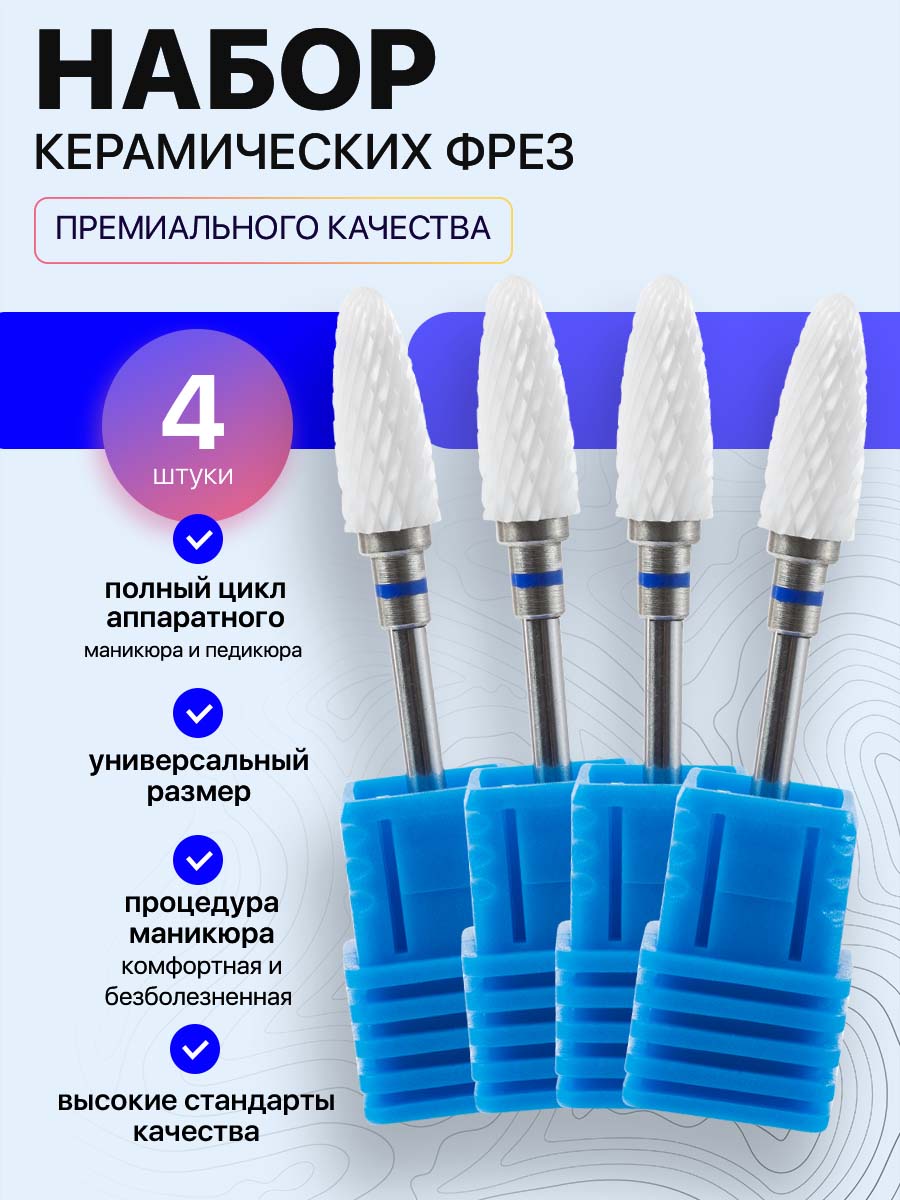 НАБОР
КЕРАМИЧЕСКИХ ФРЕЗ
ПРЕМИАЛЬНОГО КАЧЕСТВА
4
штуки
полный цикл
аппаратного
маникюра и педикюра
универсальный
размер
процедура
маникюра
комфортная и
безболезненная
высокие стандарты
качества